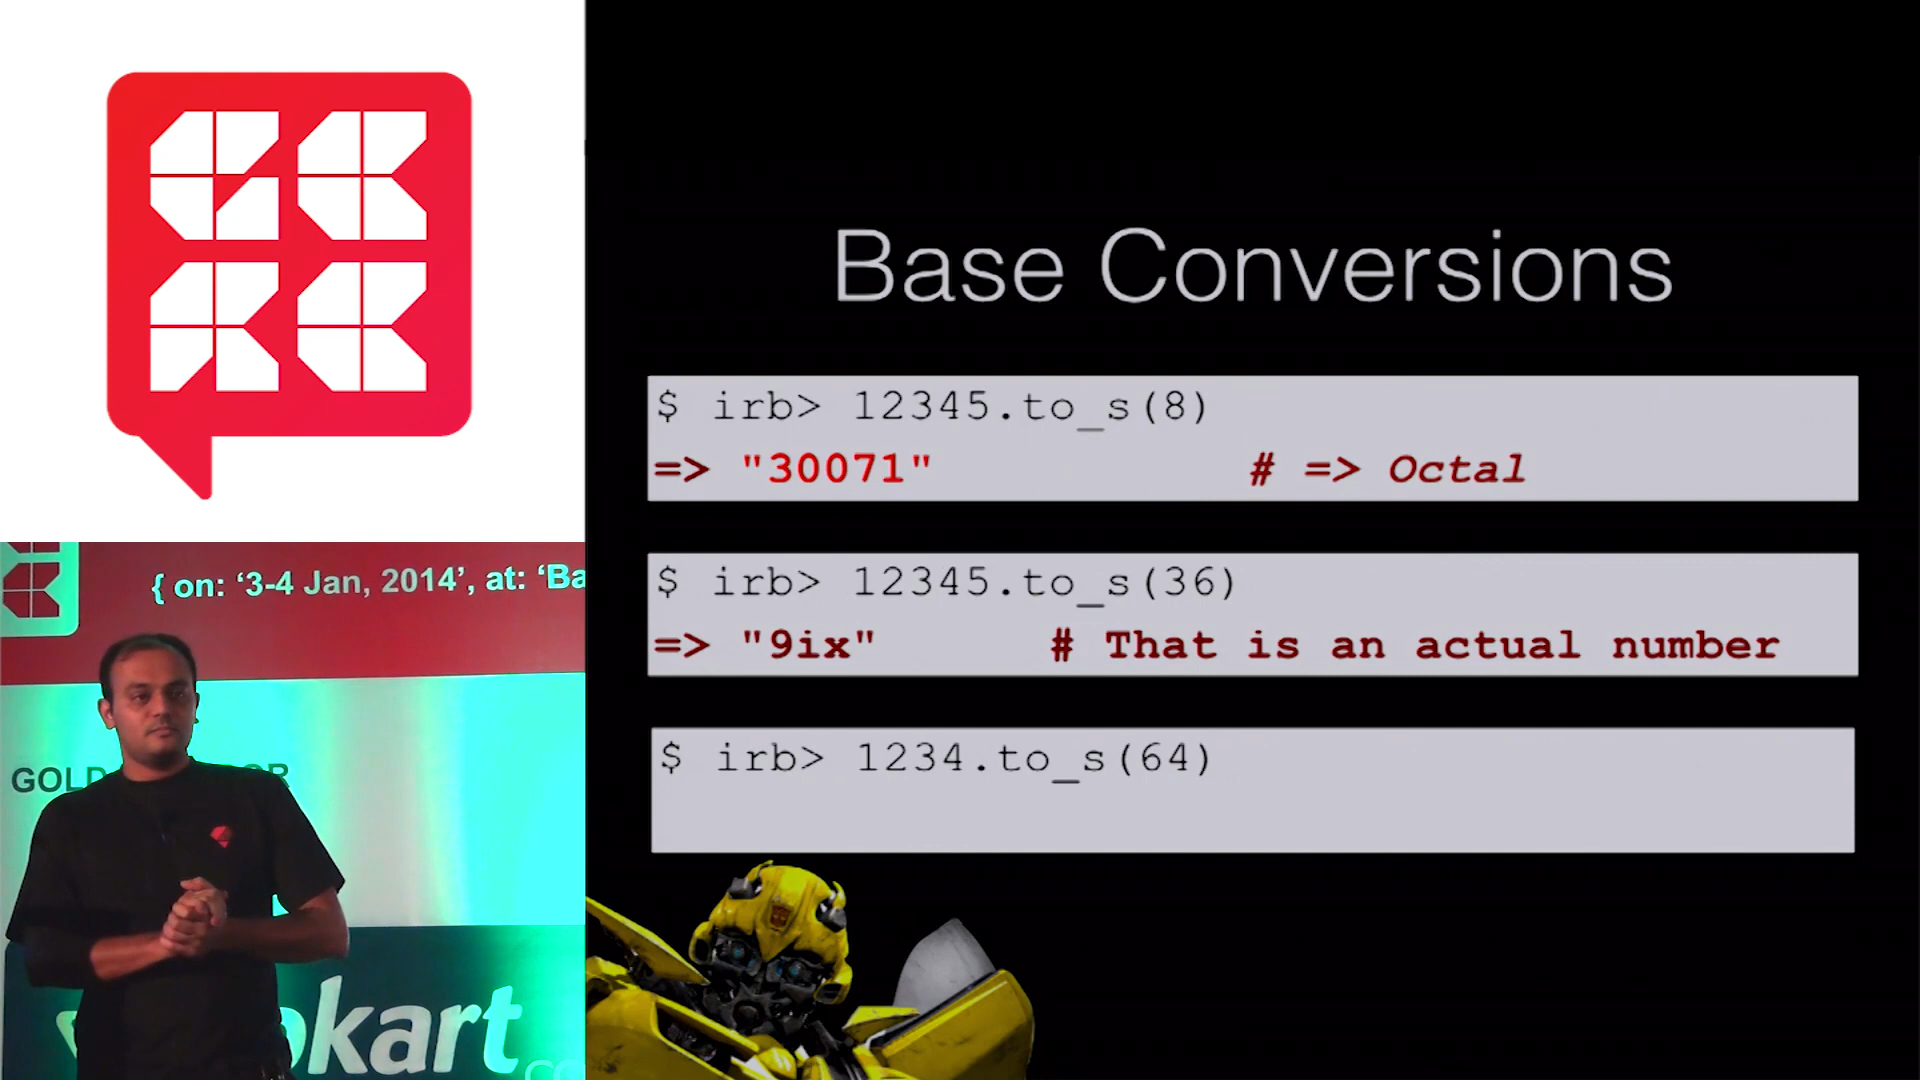 Base Conversions
$ irb> 12345.to_s(8)
=> "30071" # => Octal
$ irb> 12345.to_s(36)
=> "9ix" # That is an actual number
$ irb> 1234.to_s(64)
{ on: ‘3-4 Jan, 2014’, at: ‘Ba
GOLD
kart